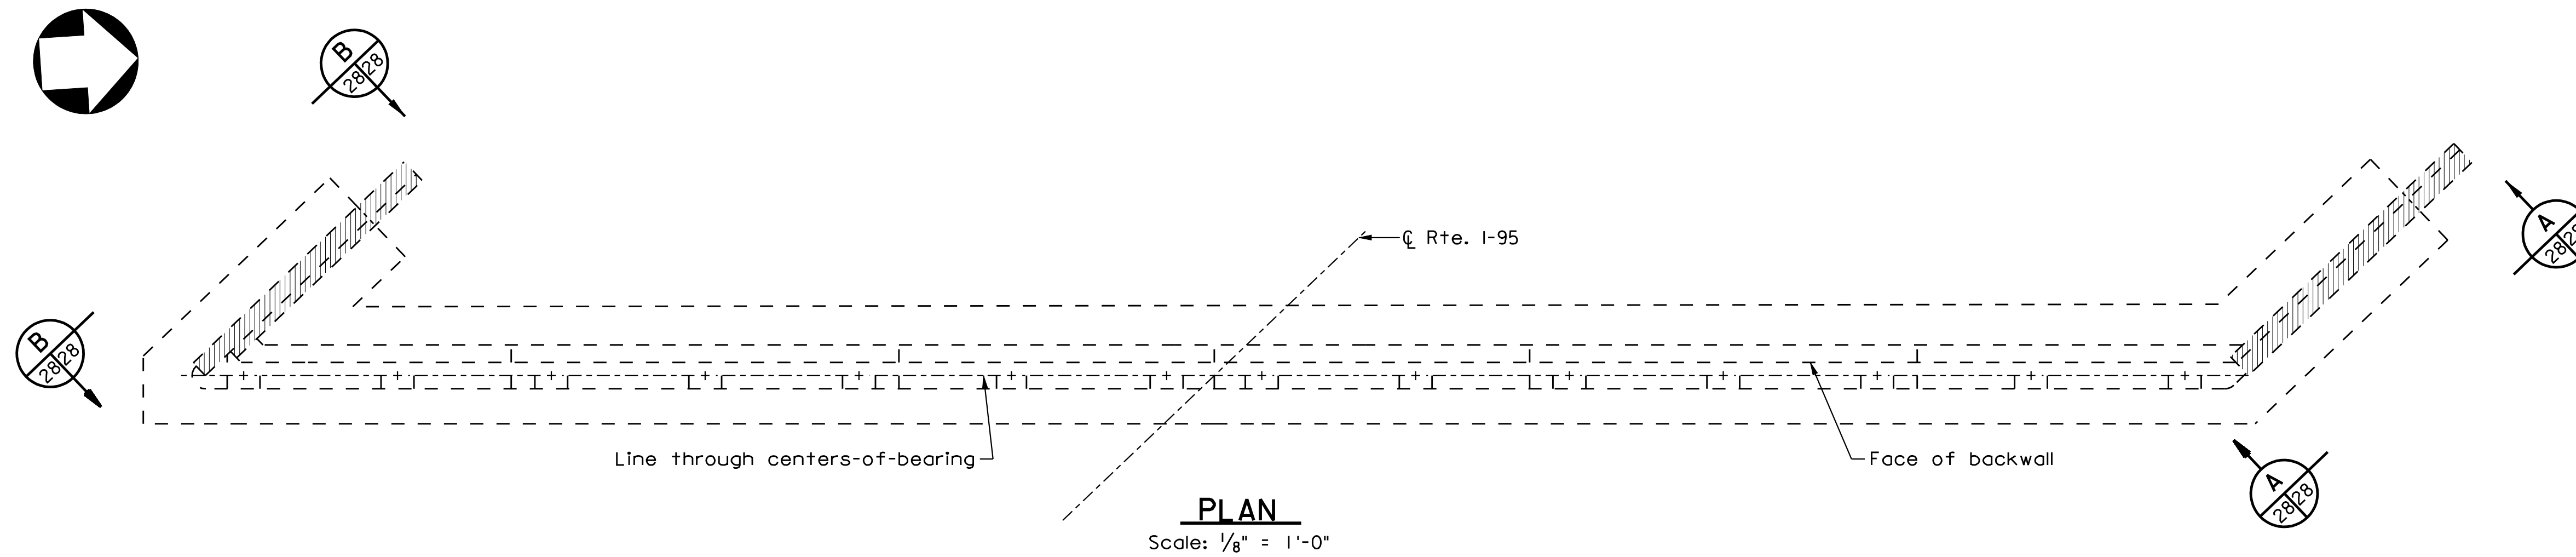 B
28 28
℄ Rte. I-95
A
28 28
B
28 28
Line through centers-of-bearing
Face of backwall
A
28 28
PLAN
Scale: 1/8" = 1'-0"